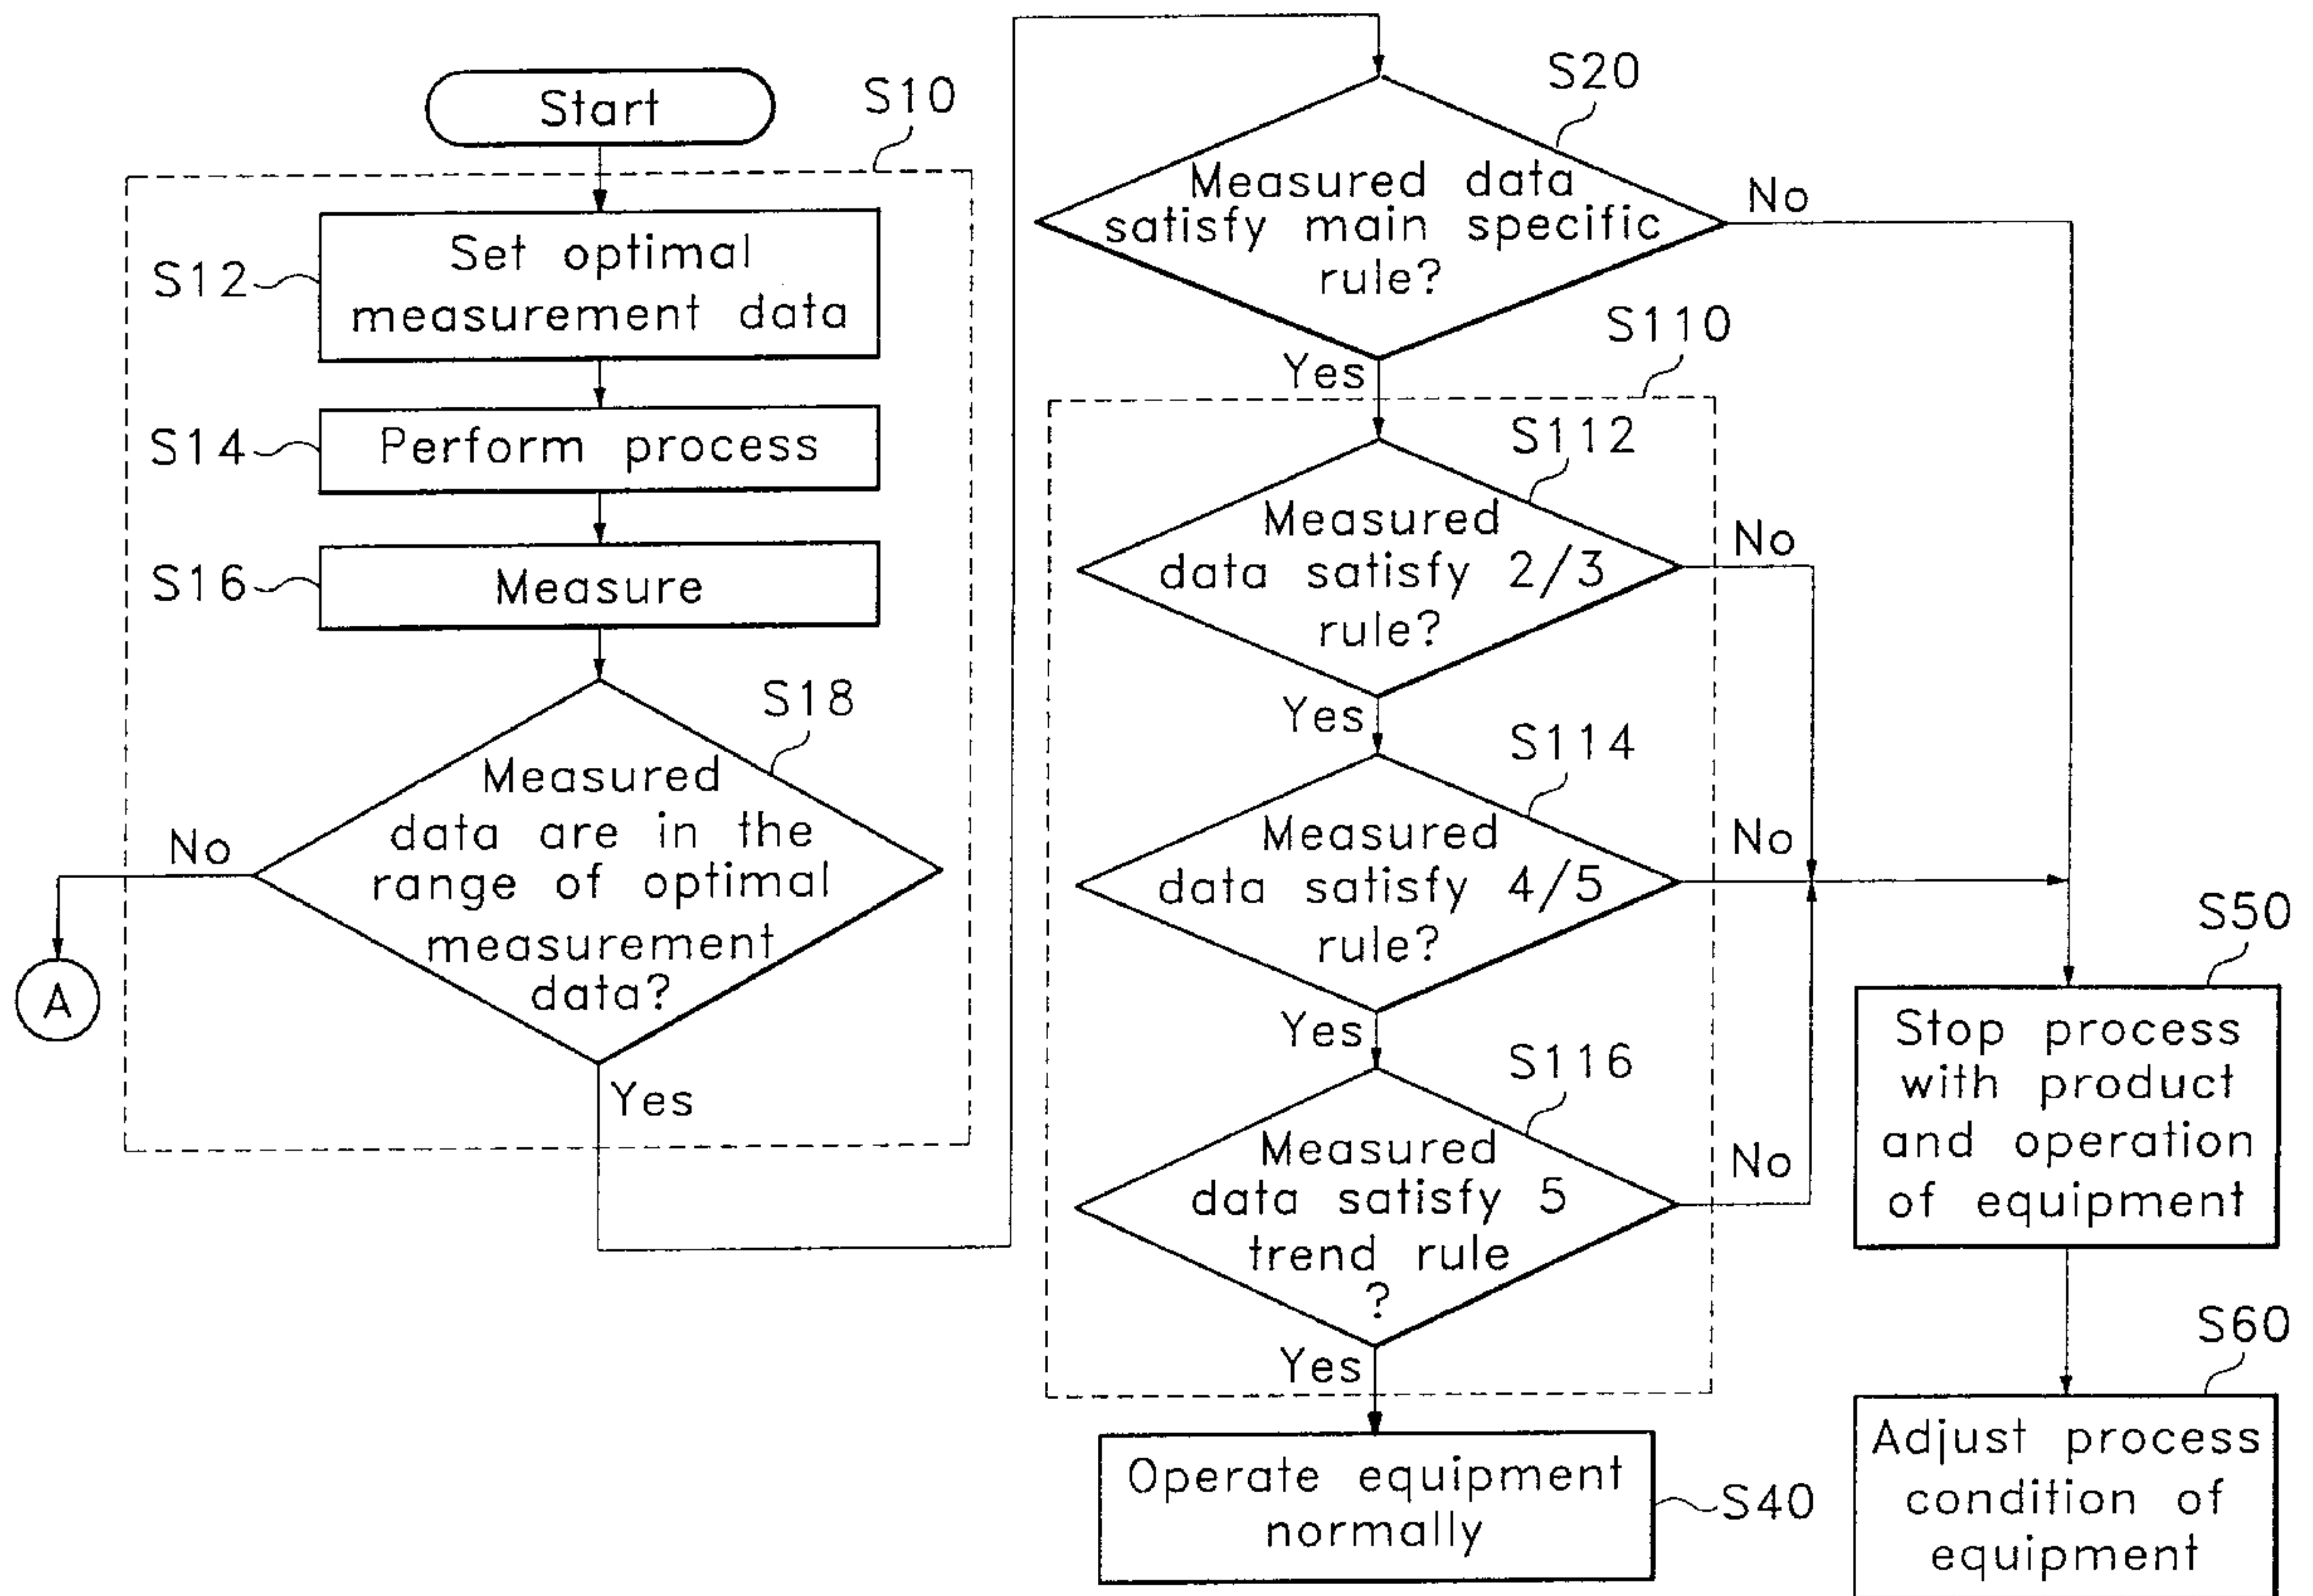 Start
S10
S12
Set optimal
measurement data
S14
Perform process
S16
Measure
S18
Measured
data are in the
range of optimal
measurement
data?
No
A
Yes
S20
Measured data
satisfy main specific
rule?
No
Yes
S110
S112
Measured
data satisfy 2/3
rule?
No
Yes
S114
Measured
data satisfy 4/5
rule?
No
Yes
S116
Measured
data satisfy 5
trend rule
?
No
Yes
Operate equipment
normally
S40
S50
Stop process
with product
and operation
of equipment
S60
Adjust process
condition of
equipment